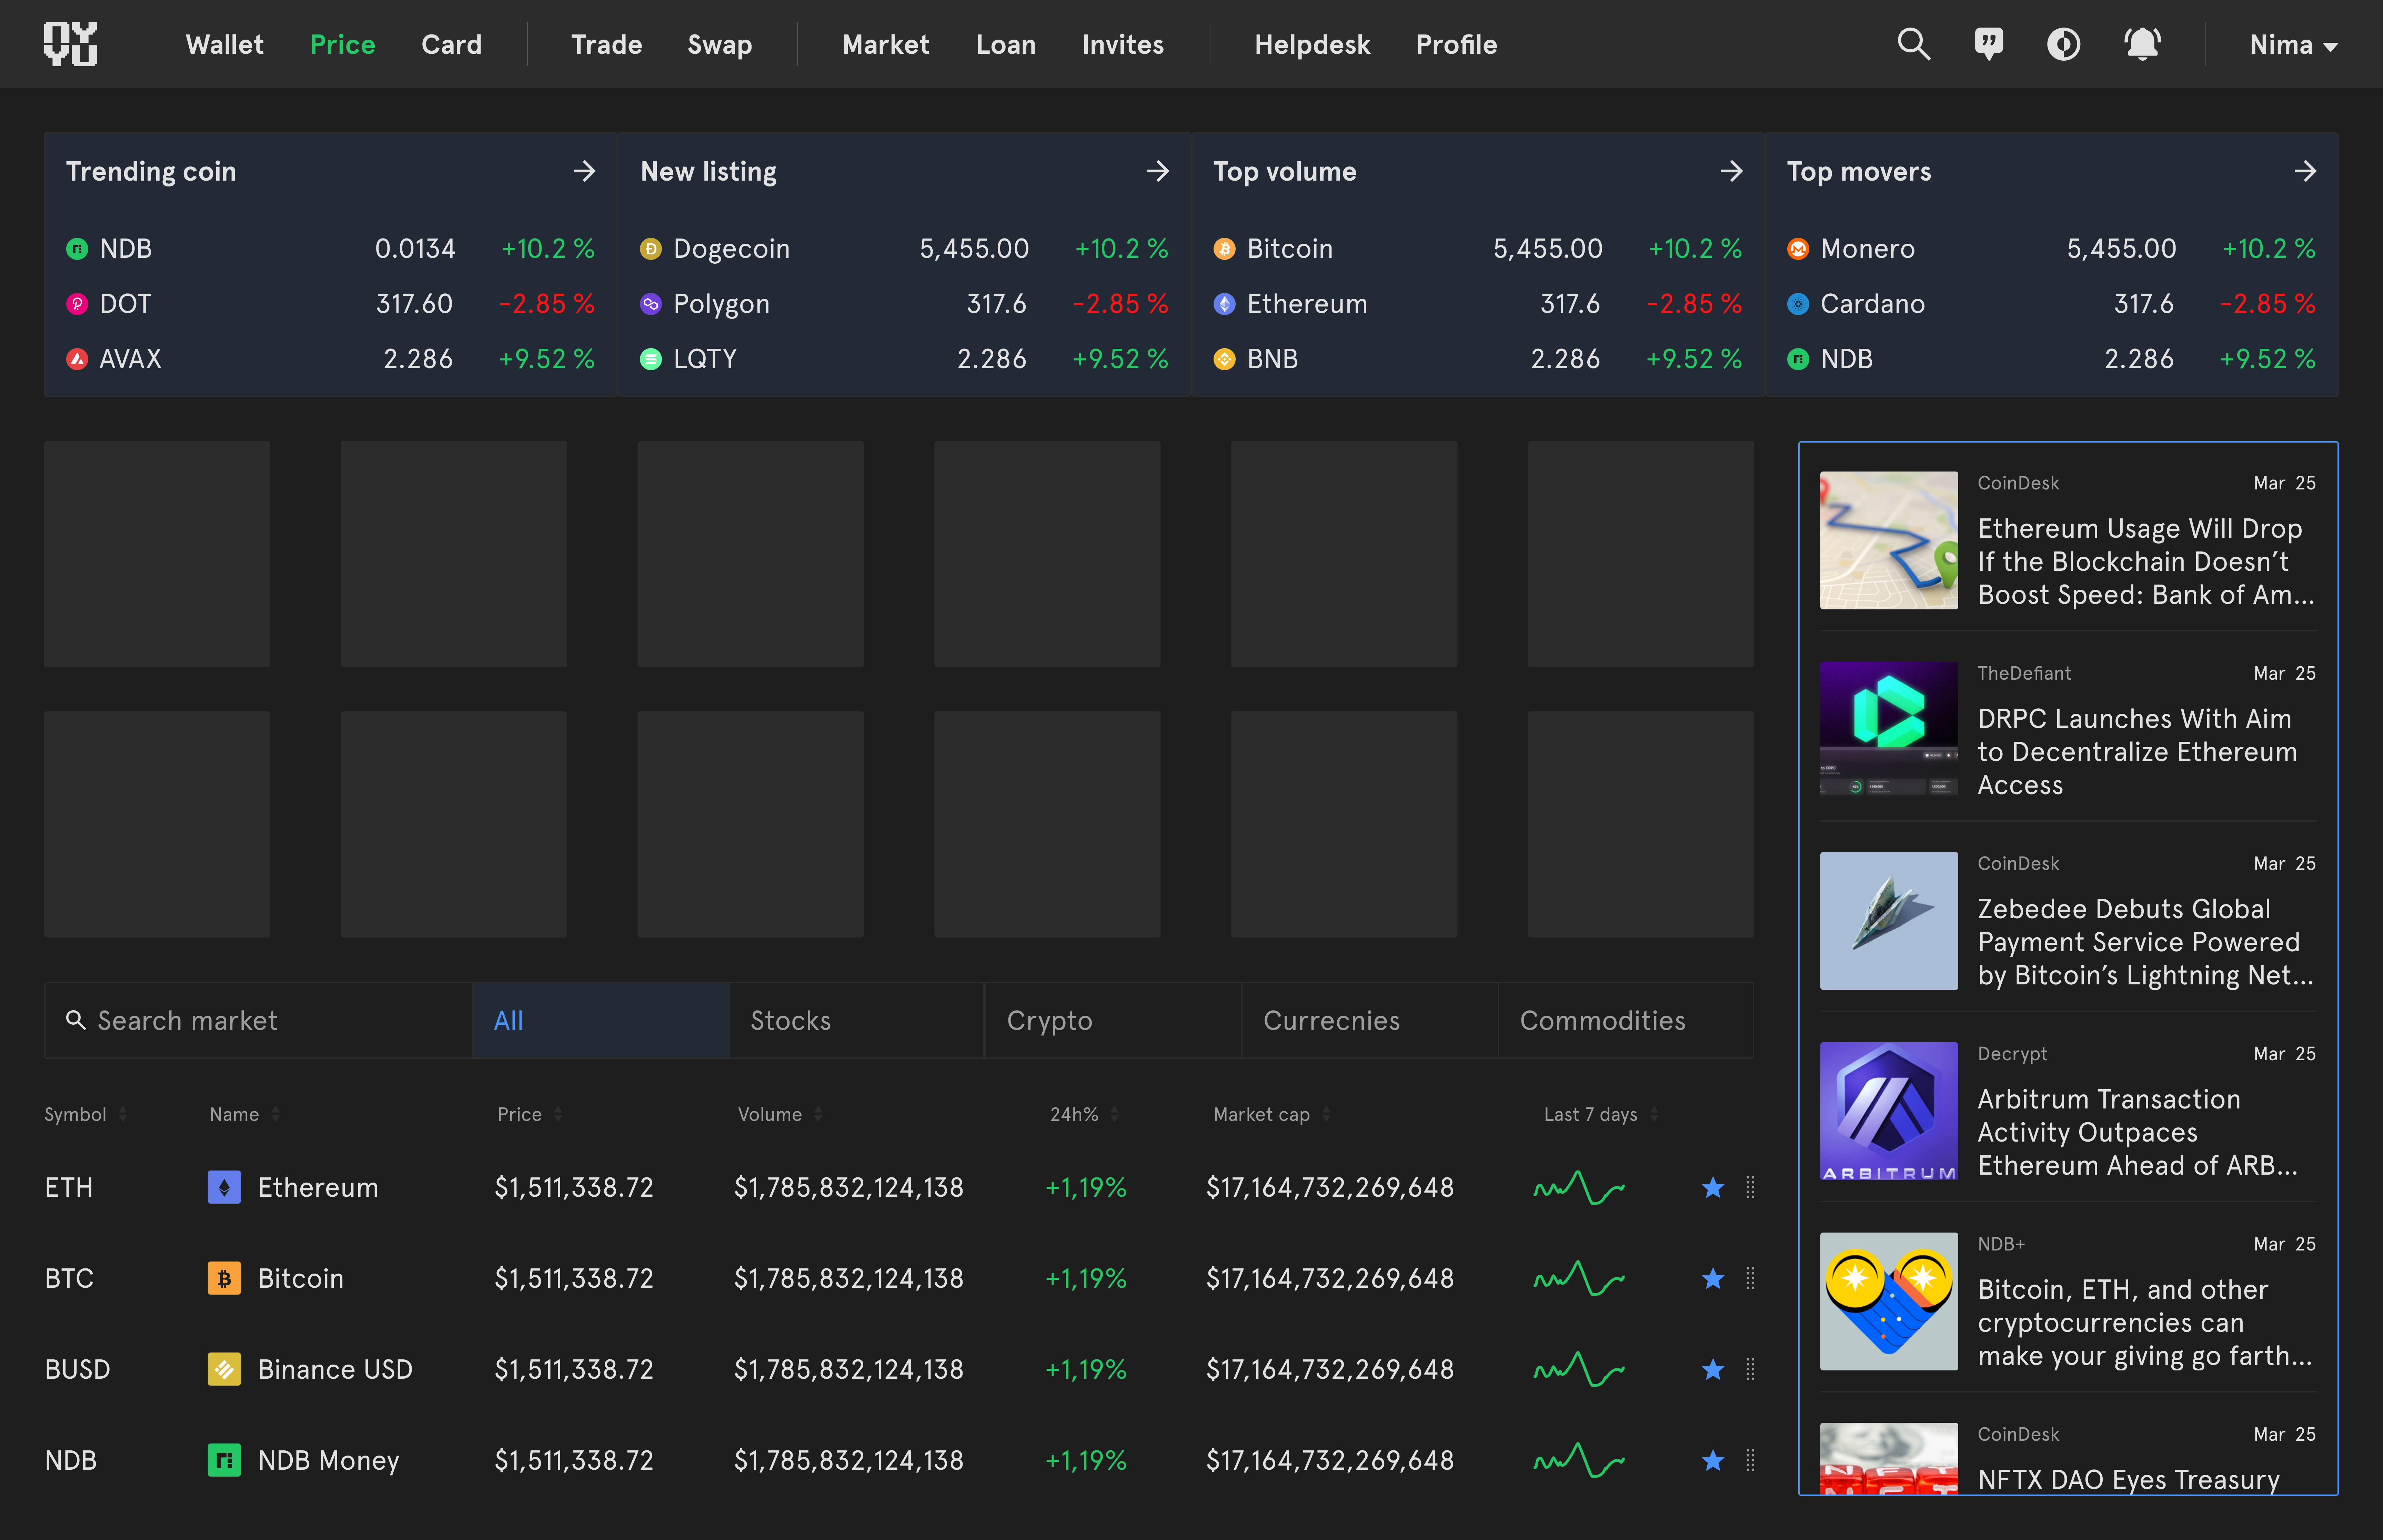 Wallet Price Card Trade Swap Market Loan Invites Helpdesk Profile Nima
Trending coin
NDB 0.0134 +10.2 %
DOT 317.60 -2.85 %
AVAX 2.286 +9.52 %
New listing
Dogecoin 5,455.00 +10.2 %
Polygon 317.6 -2.85 %
LQTY 2.286 +9.52 %
Top volume
Bitcoin 5,455.00 +10.2 %
Ethereum 317.6 -2.85 %
BNB 2.286 +9.52 %
Top movers
Monero 5,455.00 +10.2 %
Cardano 317.6 -2.85 %
NDB 2.286 +9.52 %
Search market All Stocks Crypto Currecnies Commodities
Symbol Name Price Volume 24h% Market cap Last 7 days
ETH Ethereum $1,511,338.72 $1,785,832,124,138 +1,19% $17,164,732,269,648
BTC Bitcoin $1,511,338.72 $1,785,832,124,138 +1,19% $17,164,732,269,648
BUSD Binance USD $1,511,338.72 $1,785,832,124,138 +1,19% $17,164,732,269,648
NDB NDB Money $1,511,338.72 $1,785,832,124,138 +1,19% $17,164,732,269,648
CoinDesk Mar 25
Ethereum Usage Will Drop
If the Blockchain Doesn’t
Boost Speed: Bank of Am...
TheDefiant Mar 25
DRPC Launches With Aim
to Decentralize Ethereum
Access
CoinDesk Mar 25
Zebedee Debuts Global
Payment Service Powered
by Bitcoin’s Lightning Net...
Decrypt Mar 25
Arbitrum Transaction
Activity Outpaces
Ethereum Ahead of ARB...
ARBITRUM
NDB+ Mar 25
Bitcoin, ETH, and other
cryptocurrencies can
make your giving go farth...
CoinDesk Mar 25
NFTX DAO Eyes Treasury